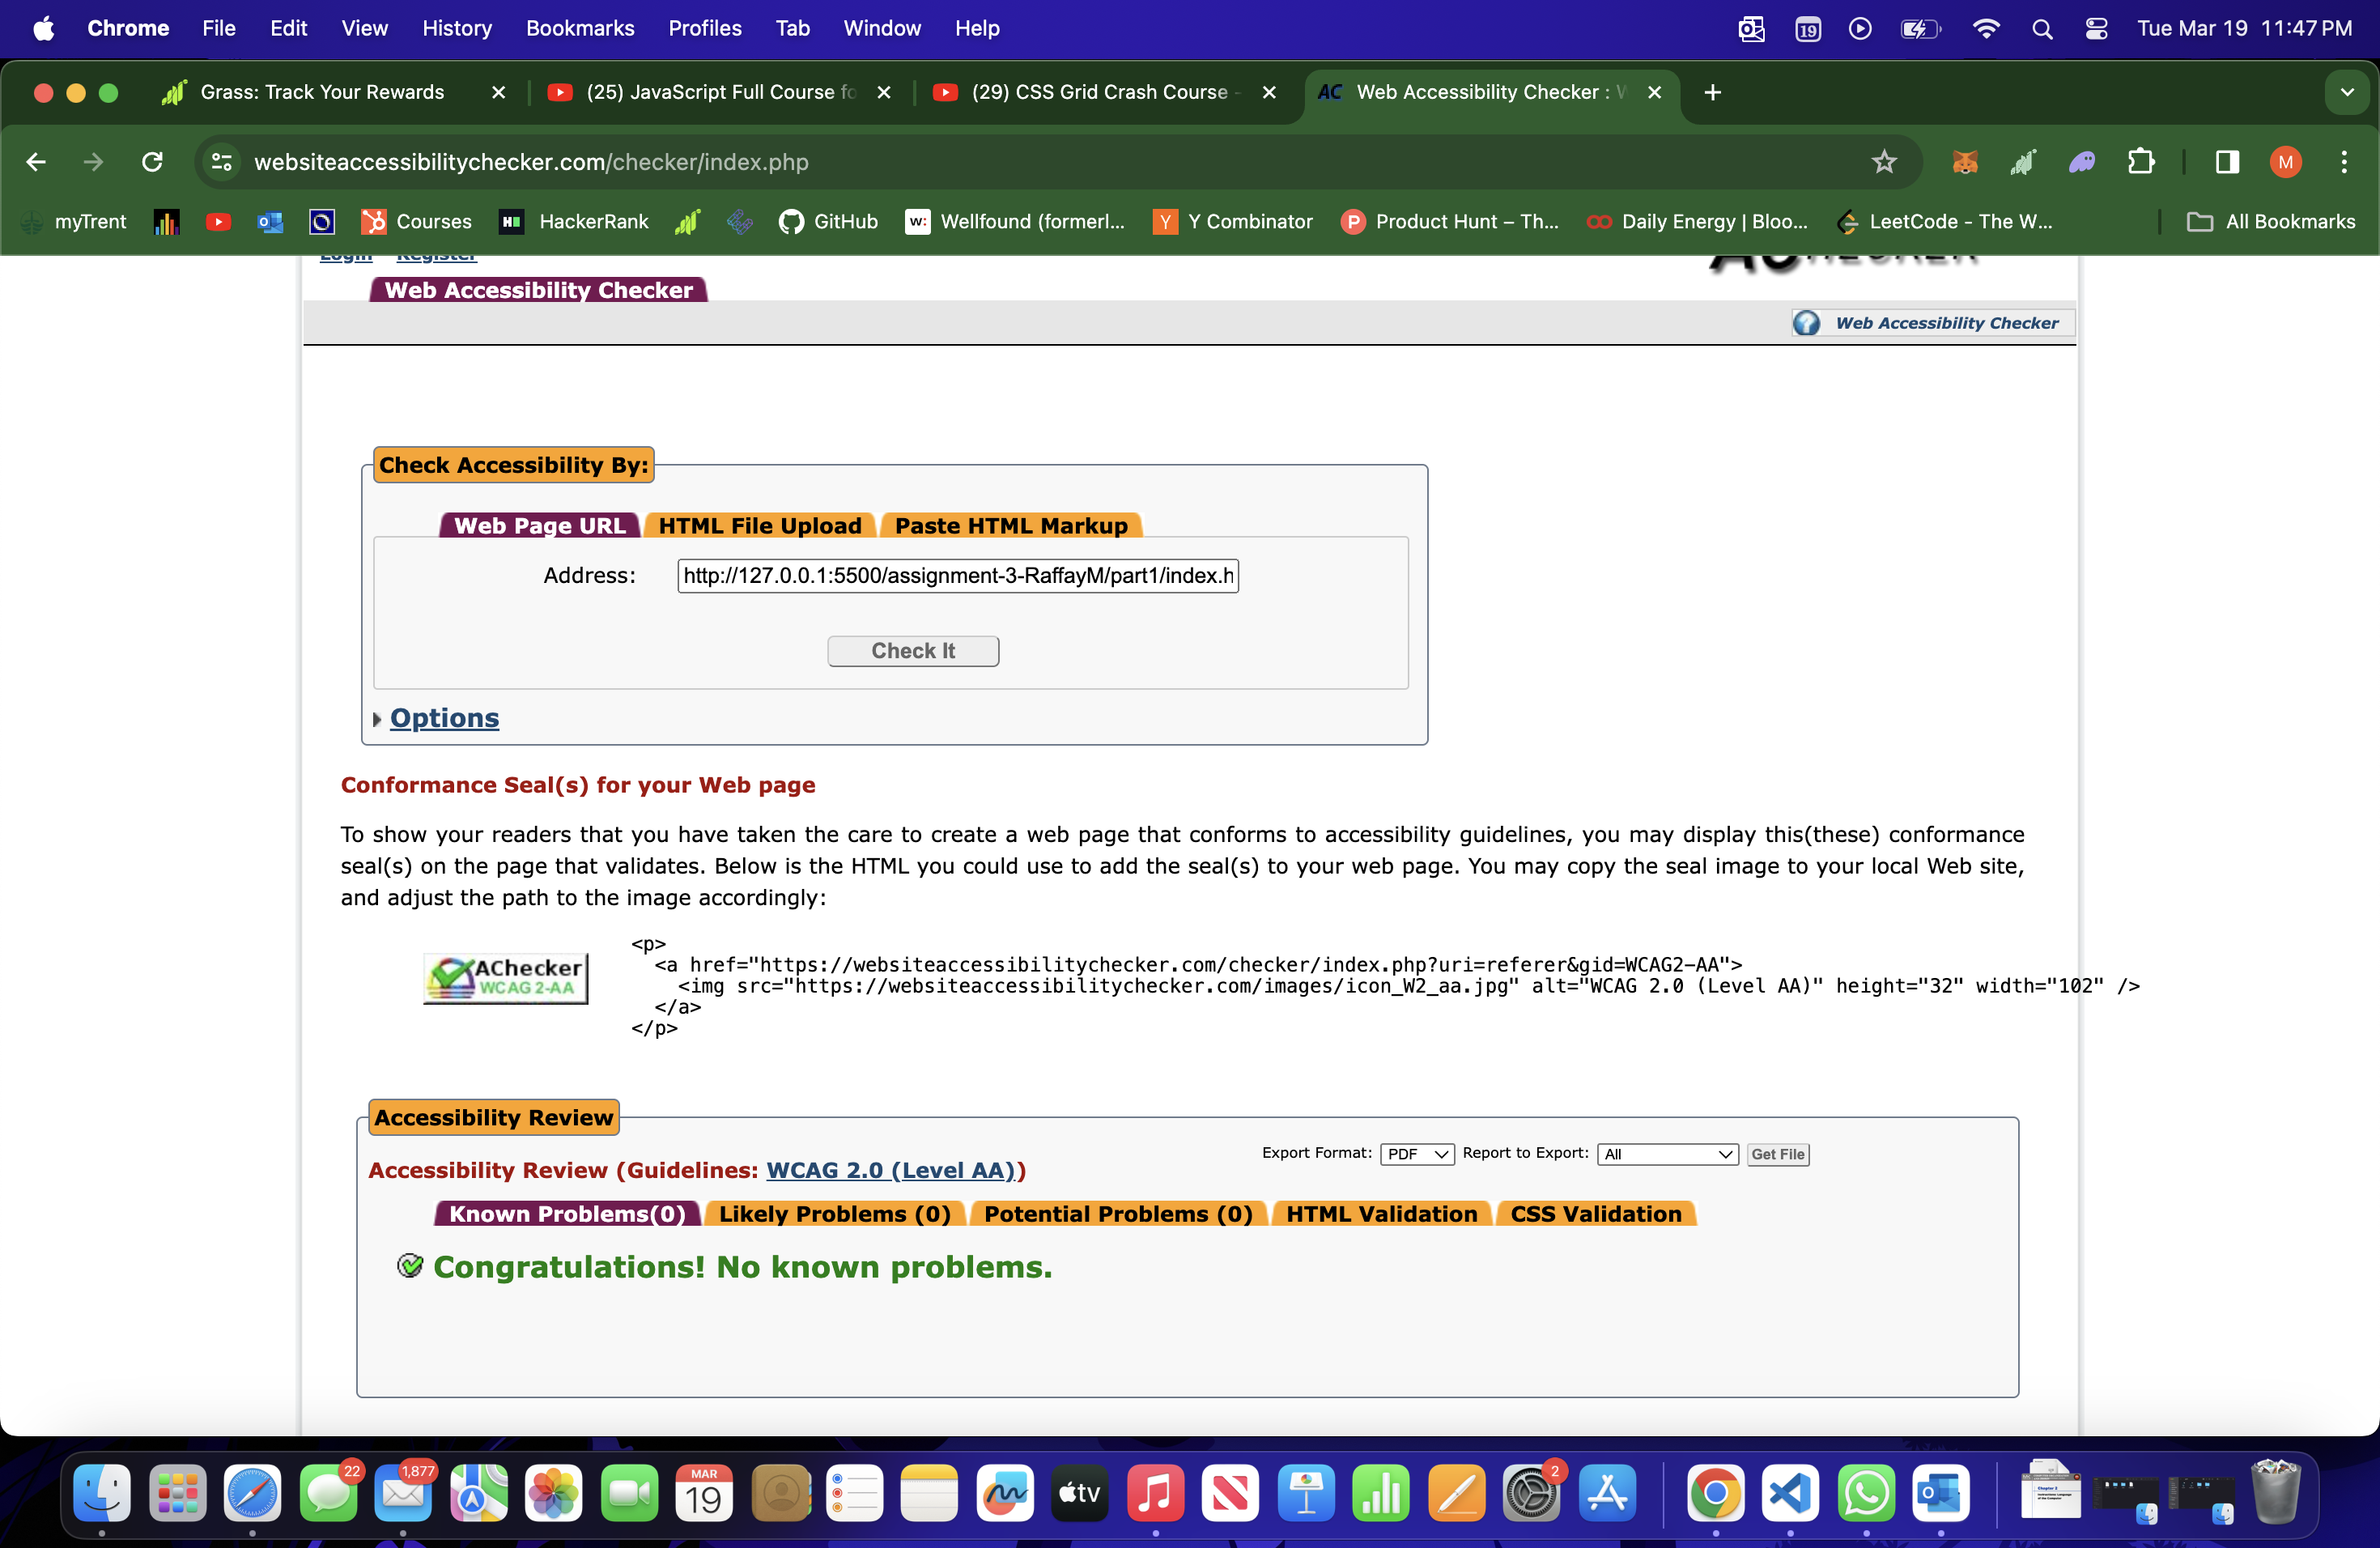 Chrome File Edit View History Bookmarks Profiles Tab Window Help 19 Tue Mar 19 11:47 PM
Grass: Track Your Rewards (25) JavaScript Full Course fo (29) CSS Grid Crash Course - AC Web Accessibility Checker : W
websiteaccessibilitychecker.com/checker/index.php M
myTrent Courses HackerRank GitHub w: Wellfound (formerl... Y Y Combinator P Product Hunt – Th... Daily Energy | Bloo... LeetCode - The W... All Bookmarks
Login Register
Web Accessibility Checker
Web Accessibility Checker
Check Accessibility By:
Web Page URL HTML File Upload Paste HTML Markup
Address: http://127.0.0.1:5500/assignment-3-RaffayM/part1/index.h
Check It
Options
Conformance Seal(s) for your Web page
To show your readers that you have taken the care to create a web page that conforms to accessibility guidelines, you may display this(these) conformance
seal(s) on the page that validates. Below is the HTML you could use to add the seal(s) to your web page. You may copy the seal image to your local Web site,
and adjust the path to the image accordingly:
AChecker
WCAG 2-AA
<p>
<a href="https://websiteaccessibilitychecker.com/checker/index.php?uri=referer&gid=WCAG2-AA">
<img src="https://websiteaccessibilitychecker.com/images/icon_W2_aa.jpg" alt="WCAG 2.0 (Level AA)" height="32" width="102" />
</a>
</p>
Accessibility Review
Export Format: PDF Report to Export: All Get File
Accessibility Review (Guidelines: WCAG 2.0 (Level AA))
Known Problems(0) Likely Problems (0) Potential Problems (0) HTML Validation CSS Validation
Congratulations! No known problems.
22 1,877 MAR 19 tv 2
Chapter 2